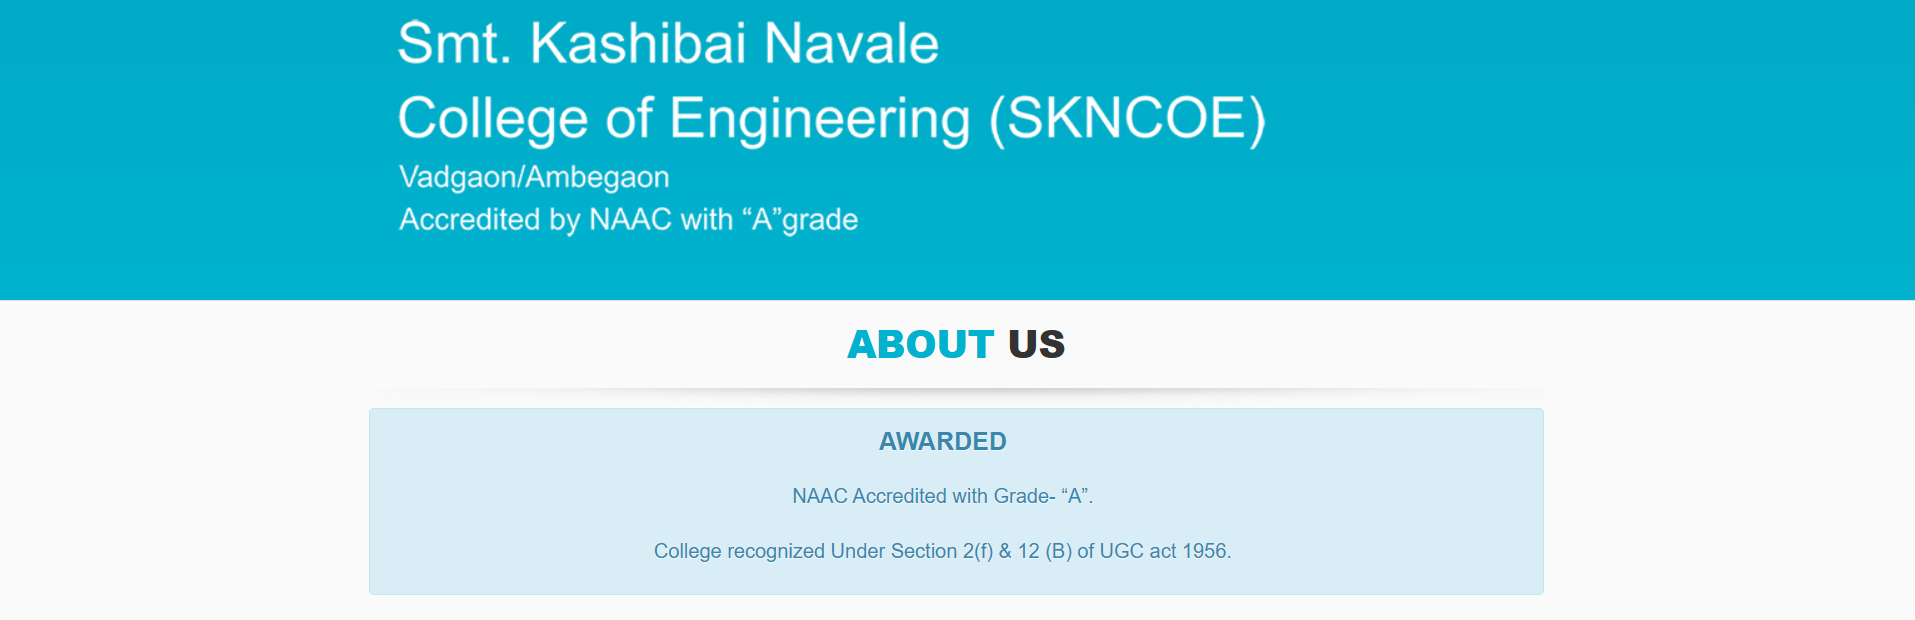 Smt. Kashibai Navale
College of Engineering (SKNCOE)
Vadgaon/Ambegaon
Accredited by NAAC with “A”grade
ABOUT US
AWARDED
NAAC Accredited with Grade- “A”.
College recognized Under Section 2(f) & 12 (B) of UGC act 1956.